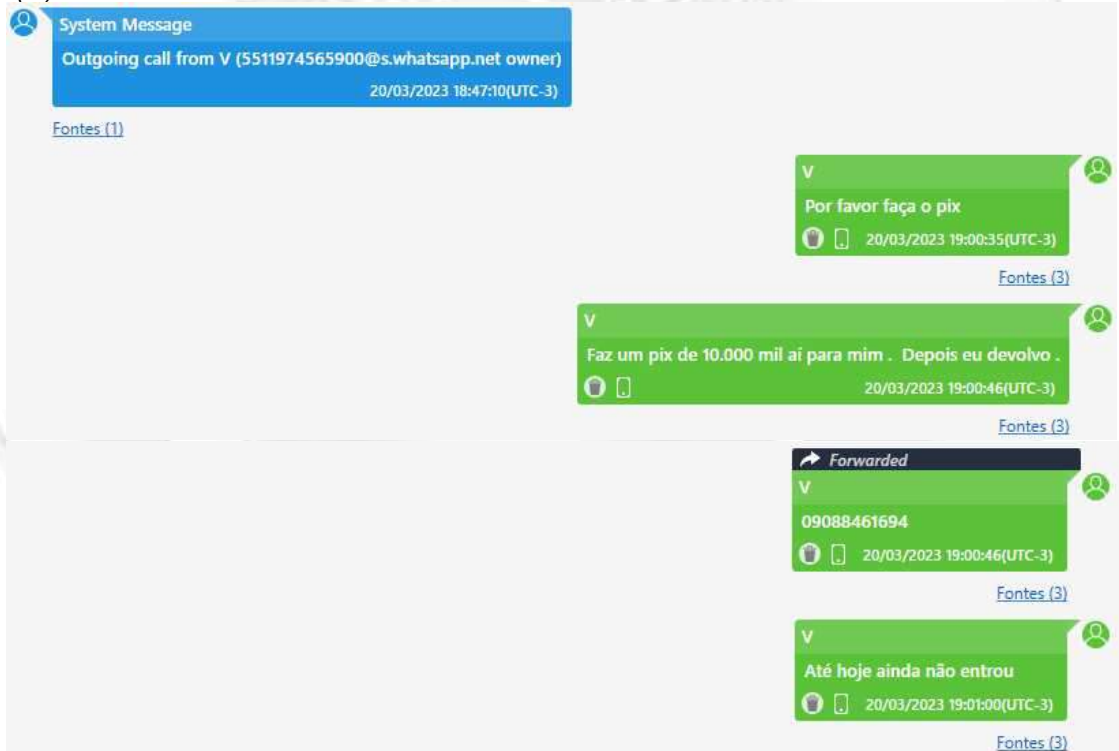 System Message
Outgoing call from V (5511974565900@s.whatsapp.net owner)
20/03/2023 18:47:10(UTC-3)
Fontes (1)
V
Por favor faça o pix
20/03/2023 19:00:35(UTC-3)
Fontes (3)
V
Faz um pix de 10.000 mil aí para mim . Depois eu devolvo .
20/03/2023 19:00:46(UTC-3)
Fontes (3)
Forwarded
V
09088461694
20/03/2023 19:00:46(UTC-3)
Fontes (3)
V
Até hoje ainda não entrou
20/03/2023 19:01:00(UTC-3)
Fontes (3)